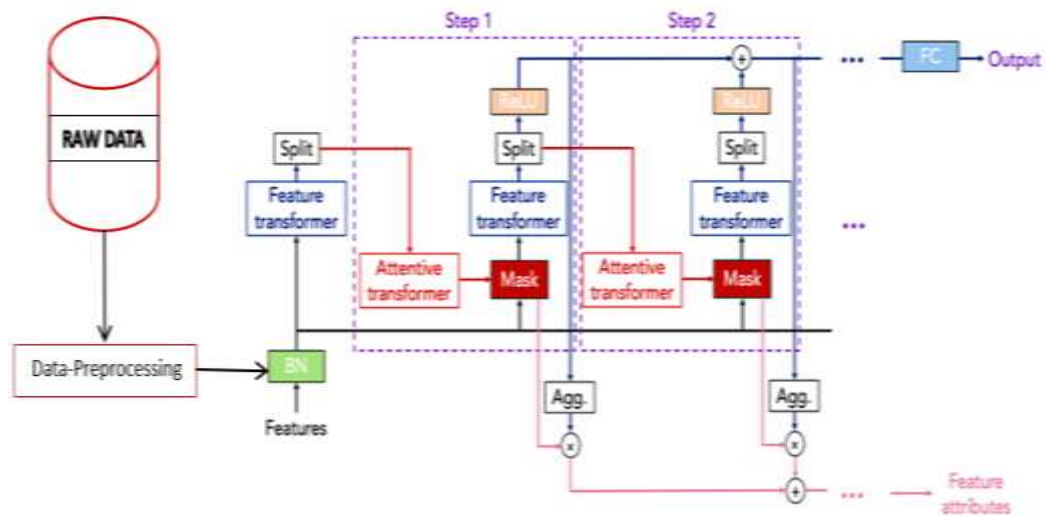 Step 1
Step 2
RAW DATA
Split
Feature
transformer
Data-Preprocessing
BN
Features
ReLU
Split
Feature
transformer
Attentive
transformer
Mask
Agg.
×
ReLU
+
Split
Feature
transformer
Attentive
transformer
Mask
Agg.
×
+
...
FC
Output
...
...
Feature
attributes